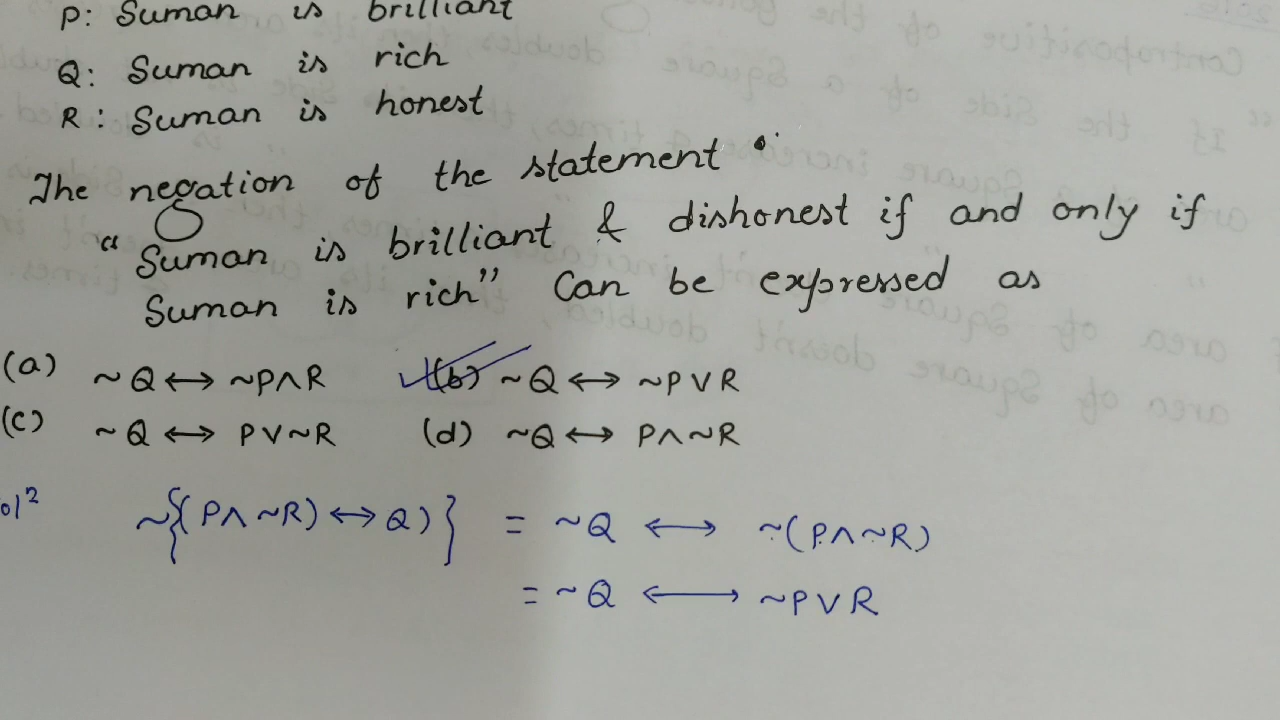 P: Suman is brilliant
Q: Suman is rich
R: Suman is honest
The negation of the statement
"Suman is brilliant & dishonest if and only if
Suman is rich" Can be expressed as
(a) ~Q ↔ ~P∧R (b) ~Q ↔ ~P∨R
(c) ~Q ↔ P∨~R (d) ~Q ↔ P∧~R
ol² ~{(P∧~R) ↔ Q)} = ~Q ↔ ~(P∧~R)
= ~Q ↔ ~P∨R